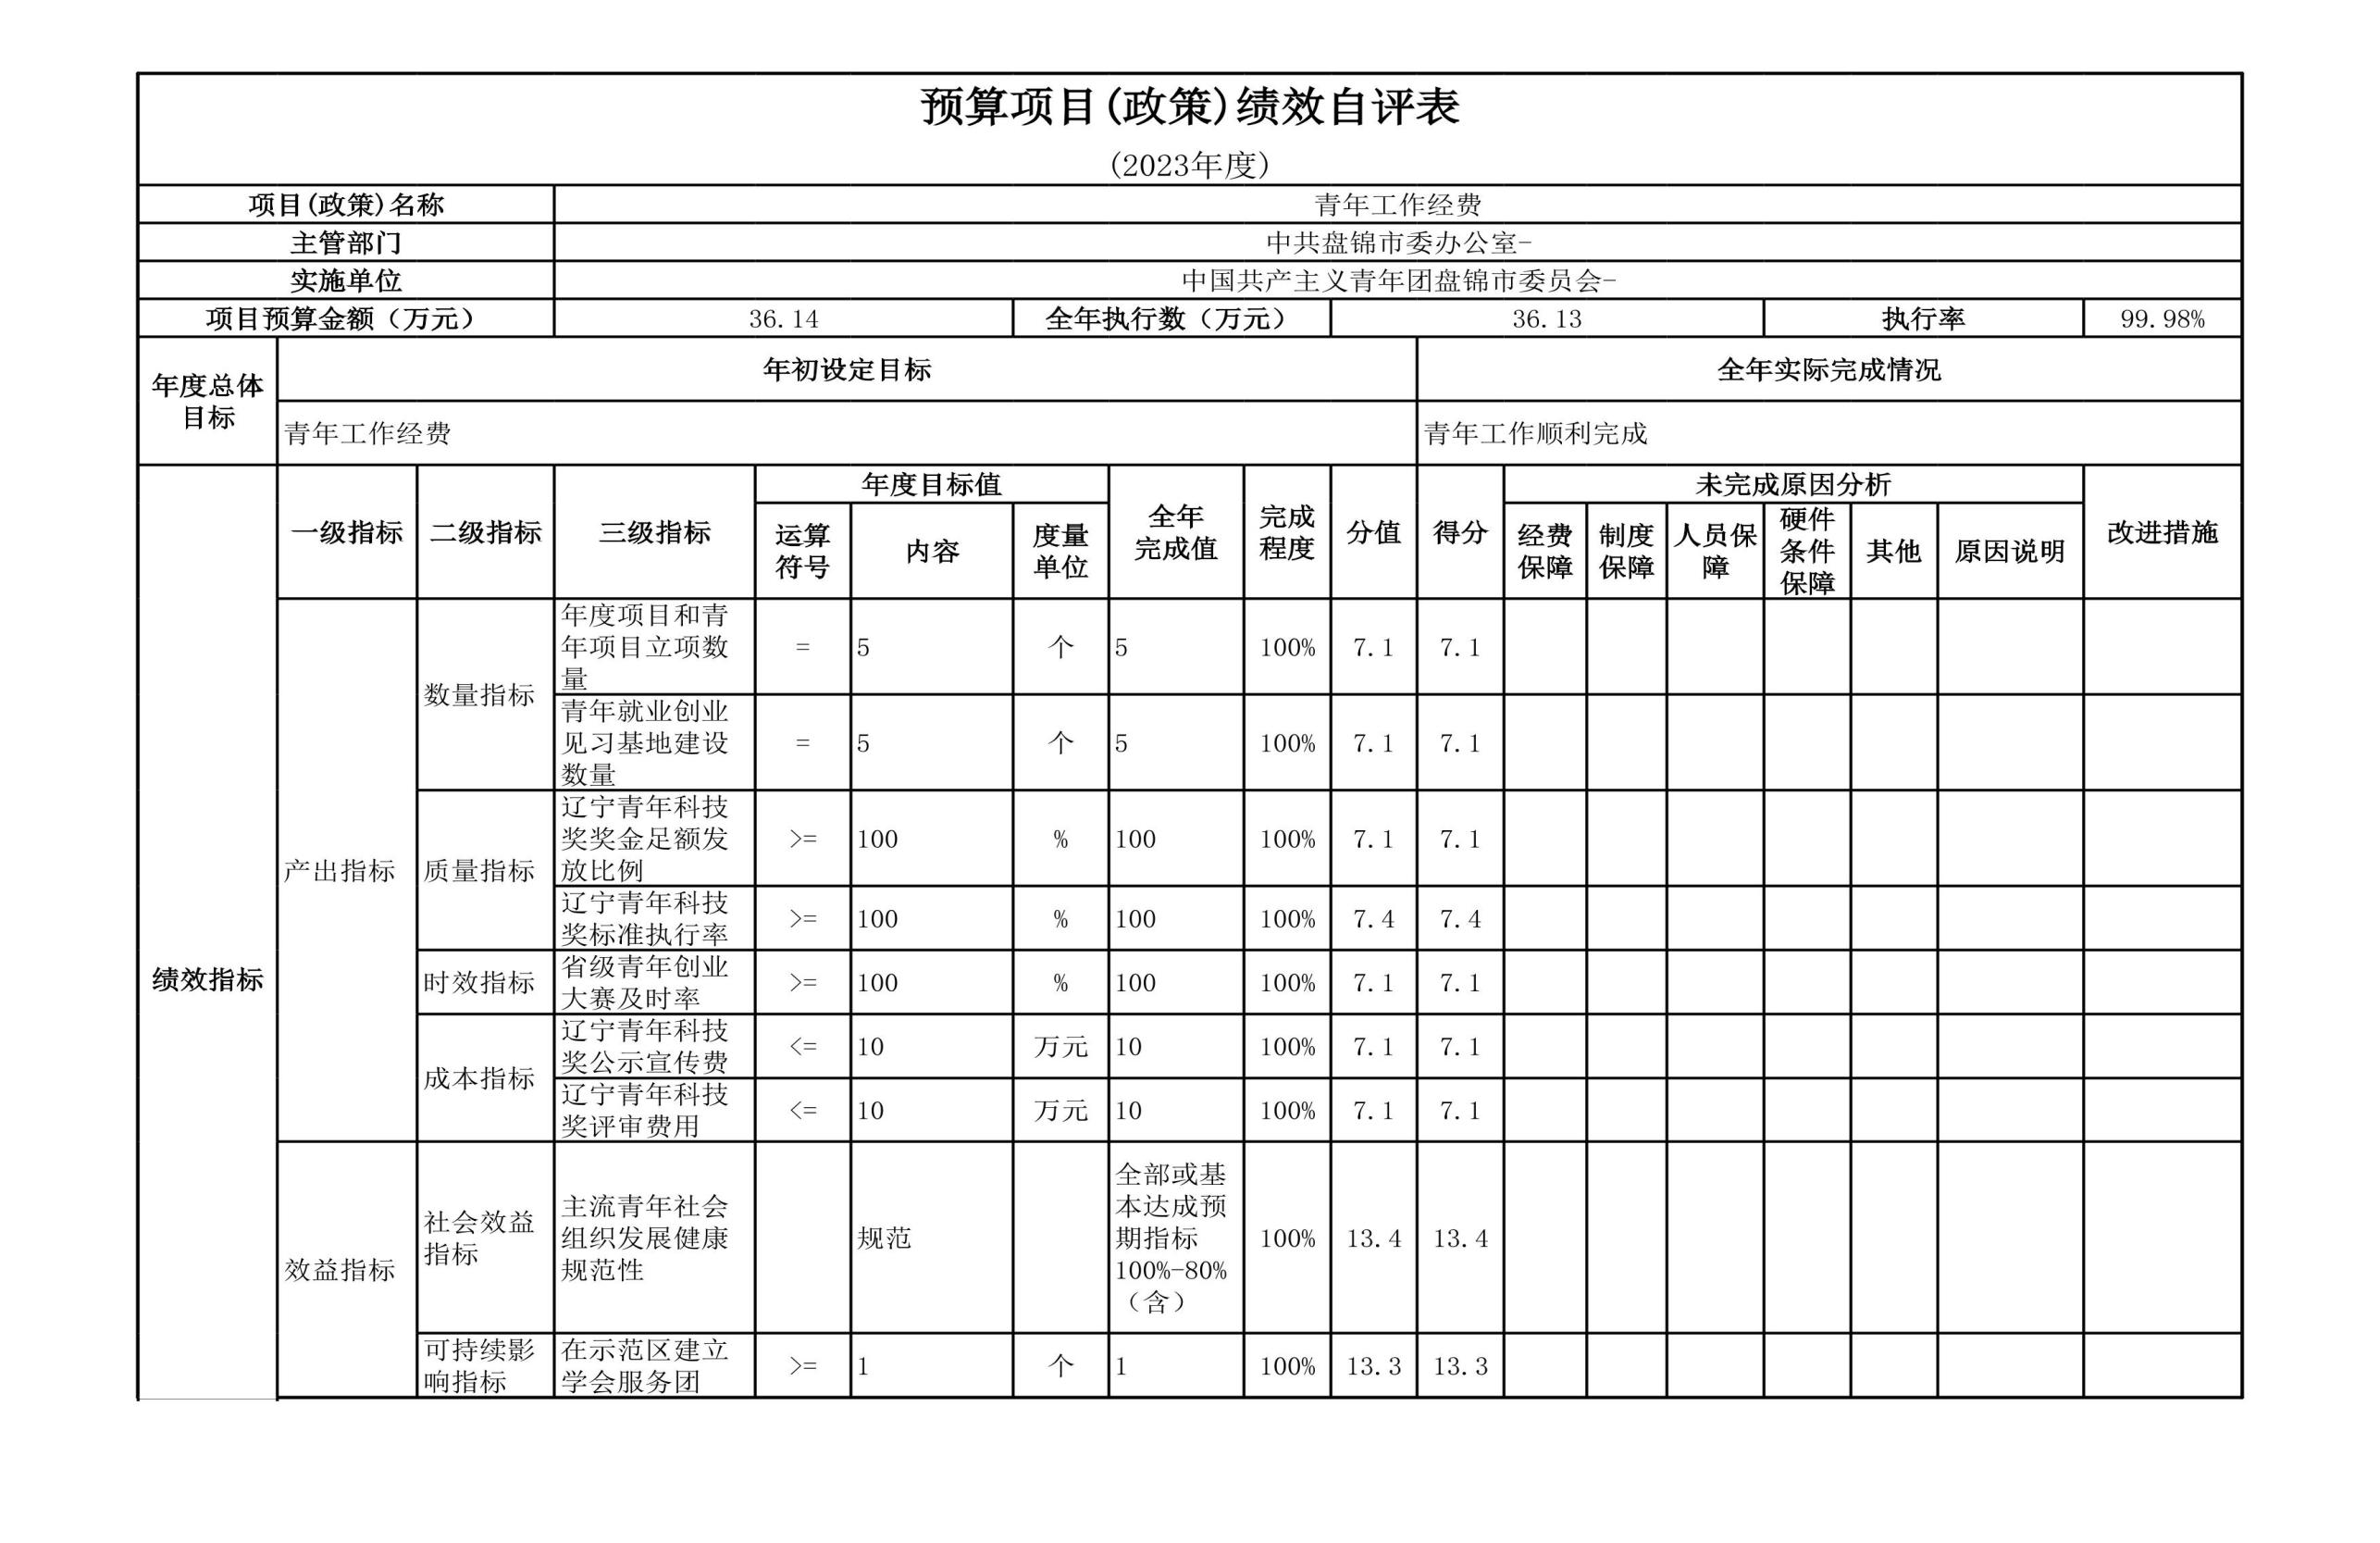 预算项目(政策)绩效自评表
(2023年度)
项目(政策)名称 青年工作经费
主管部门 中共盘锦市委办公室-
实施单位 中国共产主义青年团盘锦市委员会-
项目预算金额（万元） 36.14 全年执行数（万元） 36.13 执行率 99.98%
年度总体
目标
年初设定目标 全年实际完成情况
青年工作经费 青年工作顺利完成
绩效指标
一级指标 二级指标 三级指标
年度目标值
运算
符号
内容
度量
单位
全年
完成值
完成
程度
分值 得分
未完成原因分析
经费
保障
制度
保障
人员保
障
硬件
条件
保障
其他 原因说明
改进措施
产出指标
数量指标
年度项目和青
年项目立项数
量
= 5 个 5 100% 7.1 7.1
青年就业创业
见习基地建设
数量
= 5 个 5 100% 7.1 7.1
质量指标
辽宁青年科技
奖奖金足额发
放比例
>= 100 % 100 100% 7.1 7.1
辽宁青年科技
奖标准执行率
>= 100 % 100 100% 7.4 7.4
时效指标
省级青年创业
大赛及时率
>= 100 % 100 100% 7.1 7.1
成本指标
辽宁青年科技
奖公示宣传费
<= 10 万元 10 100% 7.1 7.1
辽宁青年科技
奖评审费用
<= 10 万元 10 100% 7.1 7.1
效益指标
社会效益
指标
主流青年社会
组织发展健康
规范性
规范
全部或基
本达成预
期指标
100%-80%
（含）
100% 13.4 13.4
可持续影
响指标
在示范区建立
学会服务团
>= 1 个 1 100% 13.3 13.3